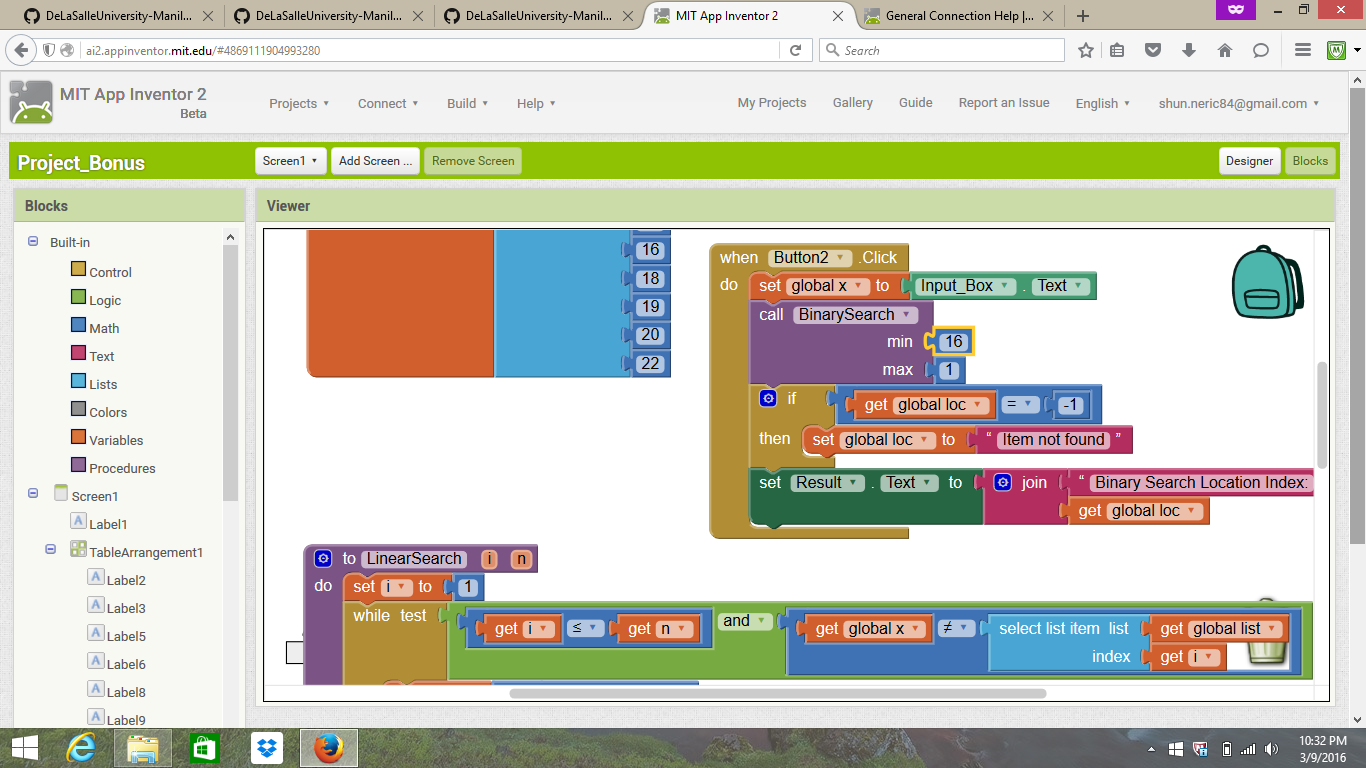 DeLaSalleUniversity-Manil... DeLaSalleUniversity-Manil... DeLaSalleUniversity-Manil... MIT App Inventor 2 General Connection Help |...
ai2.appinventor.mit.edu/#4869111904993280 Search
MIT App Inventor 2
Beta
Projects Connect Build Help My Projects Gallery Guide Report an Issue English shun.neric84@gmail.com
Project_Bonus Screen1 Add Screen ... Remove Screen Designer Blocks
Blocks
Built-in
Control
Logic
Math
Text
Lists
Colors
Variables
Procedures
Screen1
Label1
TableArrangement1
Label2
Label3
Label5
Label6
Label8
Label9
Viewer
16
18
19
20
22
when Button2 .Click
do set global x to Input_Box . Text
call BinarySearch
min 16
max 1
if get global loc = -1
then set global loc to “ Item not found ”
set Result . Text to join “ Binary Search Location Index:
get global loc
to LinearSearch i n
do set i to 1
while test get i ≤ get n and get global x ≠ select list item list get global list
index get i
10:32 PM
3/9/2016